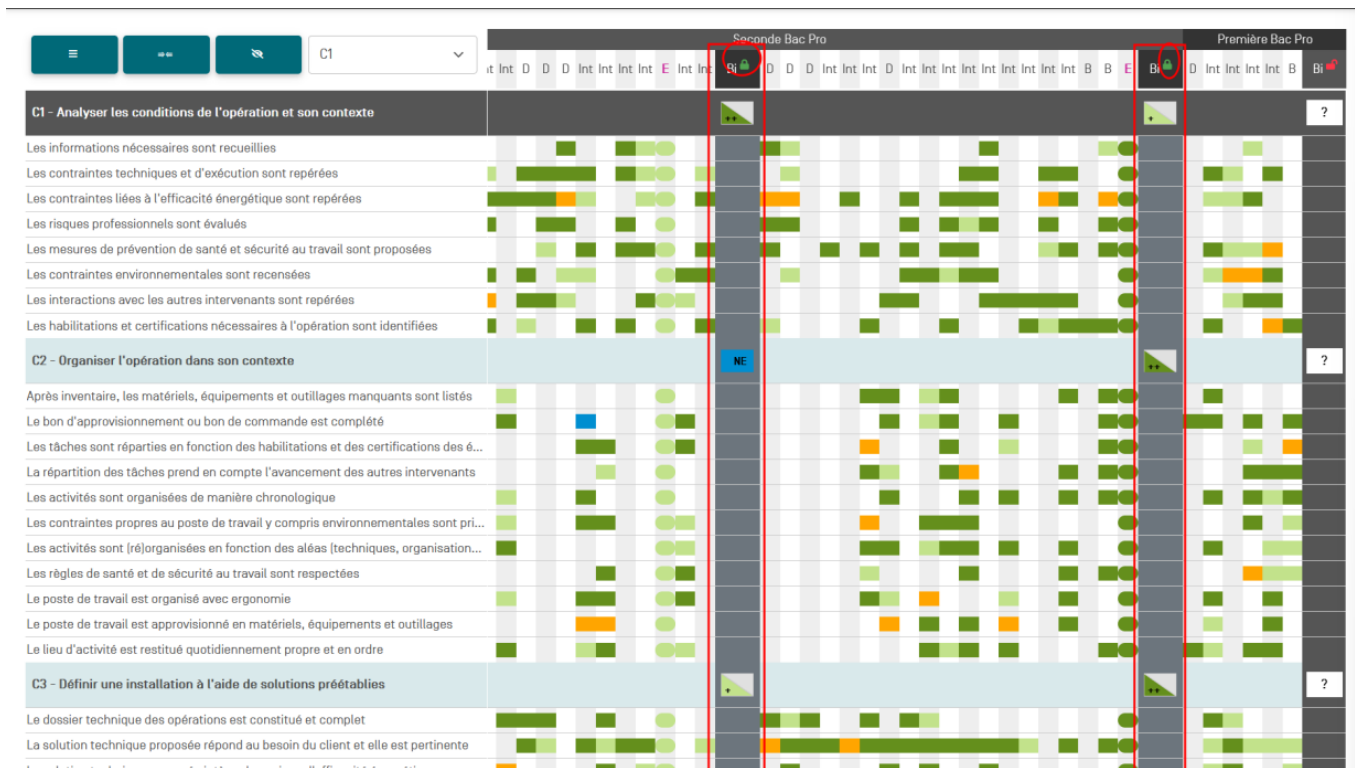 C1
Seconde Bac Pro
Première Bac Pro
Int D D D Int Int Int Int E Int Int Bi D D D Int Int Int D Int Int Int Int Int Int Int Int Int B B E Bi D Int Int Int Int B Bi
C1 - Analyser les conditions de l'opération et son contexte ++ + ?
Les informations nécessaires sont recueillies
Les contraintes techniques et d'exécution sont repérées
Les contraintes liées à l'efficacité énergétique sont repérées
Les risques professionnels sont évalués
Les mesures de prévention de santé et sécurité au travail sont proposées
Les contraintes environnementales sont recensées
Les interactions avec les autres intervenants sont repérées
Les habilitations et certifications nécessaires à l'opération sont identifiées
C2 - Organiser l'opération dans son contexte NE ++ ?
Après inventaire, les matériels, équipements et outillages manquants sont listés
Le bon d'approvisionnement ou bon de commande est complété
Les tâches sont réparties en fonction des habilitations et des certifications des é...
La répartition des tâches prend en compte l'avancement des autres intervenants
Les activités sont organisées de manière chronologique
Les contraintes propres au poste de travail y compris environnementales sont pri...
Les activités sont (ré)organisées en fonction des aléas (techniques, organisation...
Les règles de santé et de sécurité au travail sont respectées
Le poste de travail est organisé avec ergonomie
Le poste de travail est approvisionné en matériels, équipements et outillages
Le lieu d'activité est restitué quotidiennement propre et en ordre
C3 - Définir une installation à l'aide de solutions préétablies + ++ ?
Le dossier technique des opérations est constitué et complet
La solution technique proposée répond au besoin du client et elle est pertinente